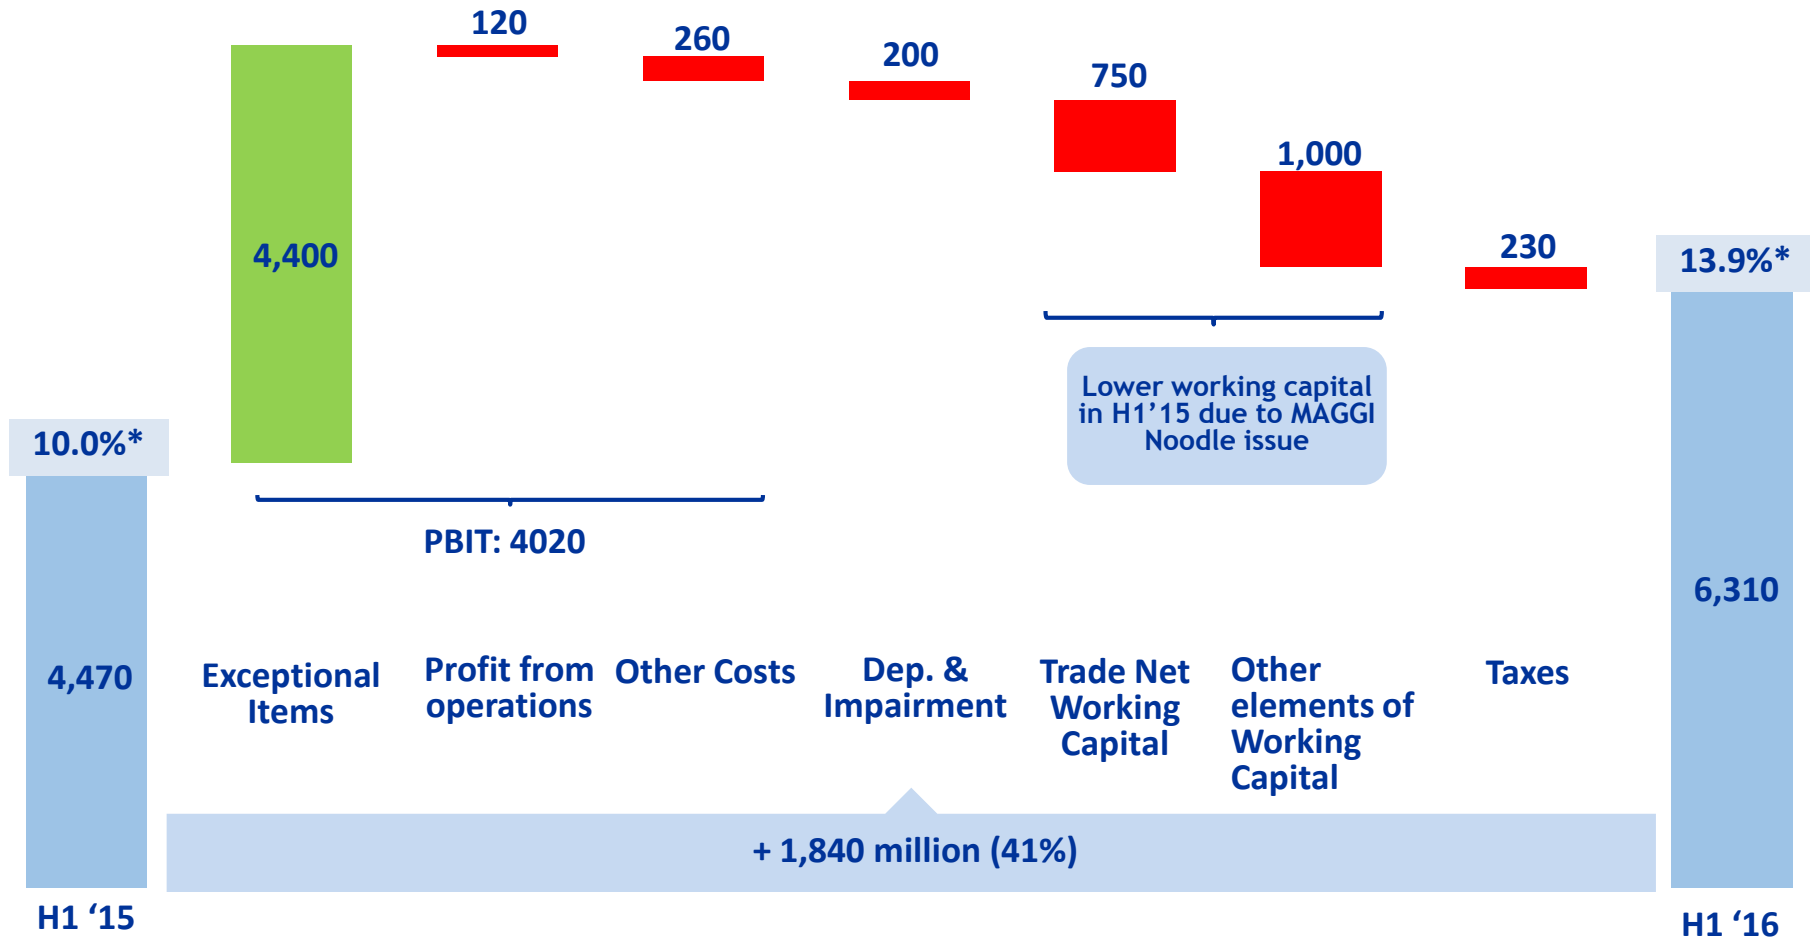 120
260
200
750
1,000
4,400
230
13.9%*
10.0%*
Lower working capital
in H1’15 due to MAGGI
Noodle issue
PBIT: 4020
6,310
4,470
Exceptional
Items
Profit from
operations
Other Costs
Dep. &
Impairment
Trade Net
Working
Capital
Other
elements of
Working
Capital
Taxes
+ 1,840 million (41%)
H1 ‘15
H1 ‘16